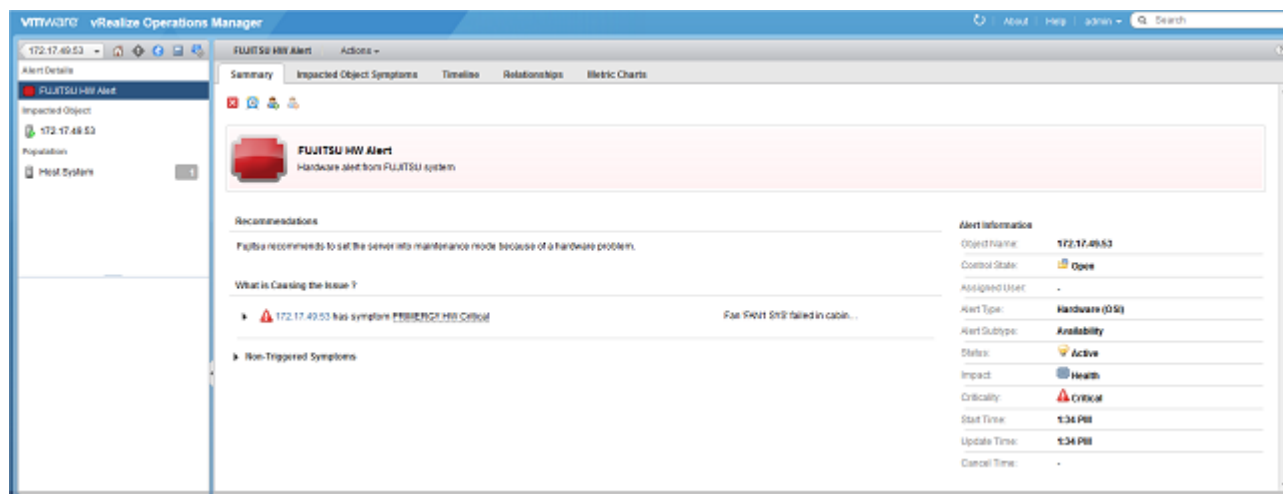 vmware vRealize Operations Manager
About Help admin Search
172.17.49.53
FUJITSU HW Alert Actions
Alert Details
FUJITSU HW Alert
Impacted Object
172.17.49.53
Population
Host System 1
Summary Impacted Object Symptoms Timeline Relationships Metric Charts
FUJITSU HW Alert
Hardware alert from FUJITSU system
Recommendations
Fujitsu recommends to set the server into maintenance mode because of a hardware problem.
What is Causing the Issue ?
172.17.49.53 has symptom PRIMERGY HW Critical
failed in cabin...
Non-Triggered Symptoms
Alert Information
Object Name: 172.17.49.53
Control State: Open
Assigned User: -
Alert Type: Hardware (OSI)
Alert Subtype: Availability
Status: Active
Impact Health
Criticality: Critical
Start Time: 1:34 PM
Update Time: 1:34 PM
Cancel Time: -